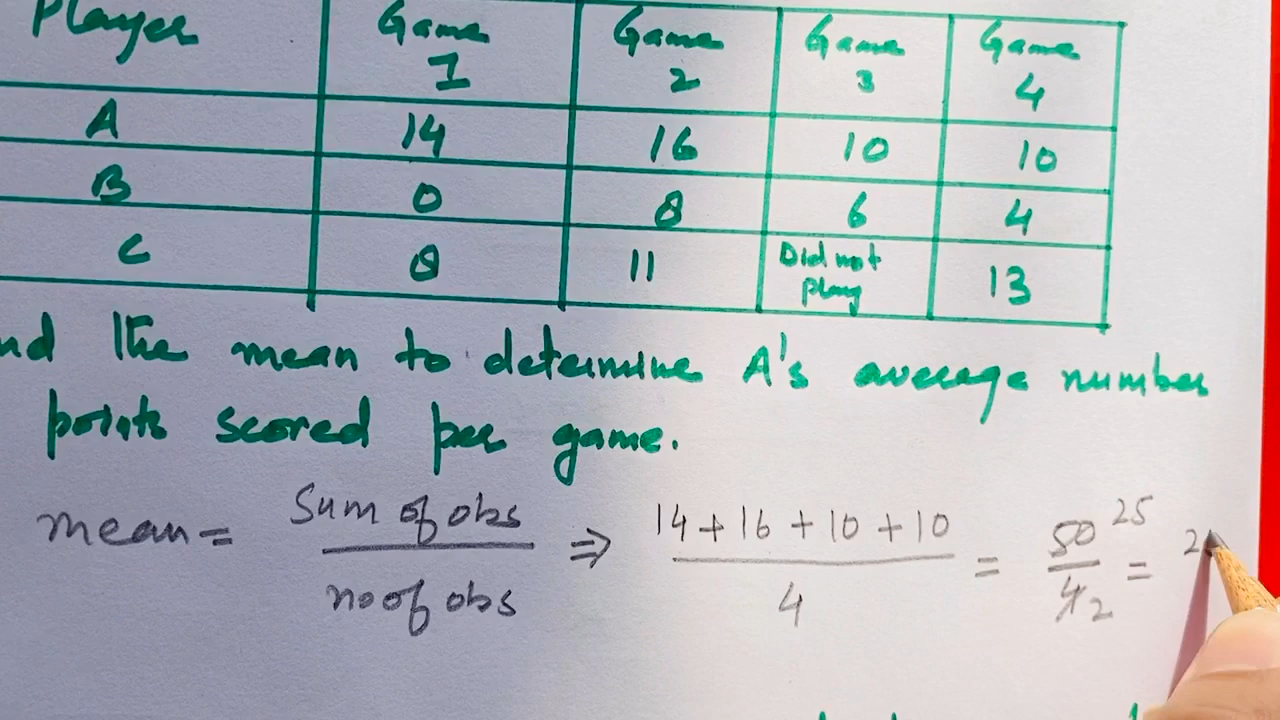 Player Game 1 Game 2 Game 3 Game 4
A 14 16 10 10
B 0 8 6 4
C 8 11 Did not Play 13
nd the mean to determine A's average number
points scored per game.
mean = Sum of obs / no of obs ⇒ 14 + 16 + 10 + 10 / 4 = 50 25 / 4 2 = 2